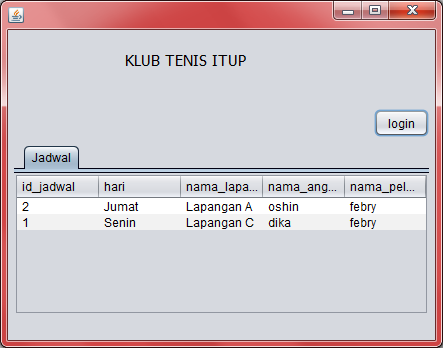 KLUB TENIS ITUP
login
Jadwal
id_jadwal hari nama_lapa... nama_ang... nama_pel...
2 Jumat Lapangan A oshin febry
1 Senin Lapangan C dika febry